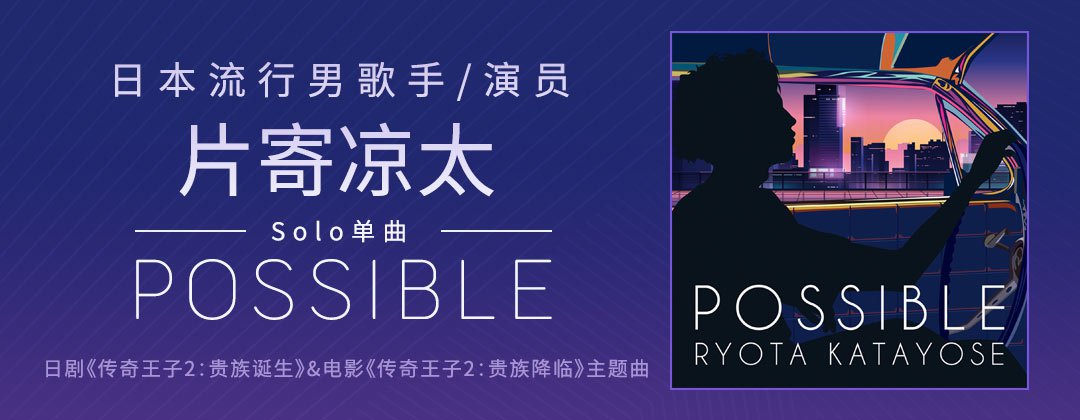 日本流行男歌手/演员
片寄凉太
Solo单曲
POSSIBLE
日剧《传奇王子2：贵族诞生》&电影《传奇王子2：贵族降临》主题曲
POSSIBLE
RYOTA KATAYOSE